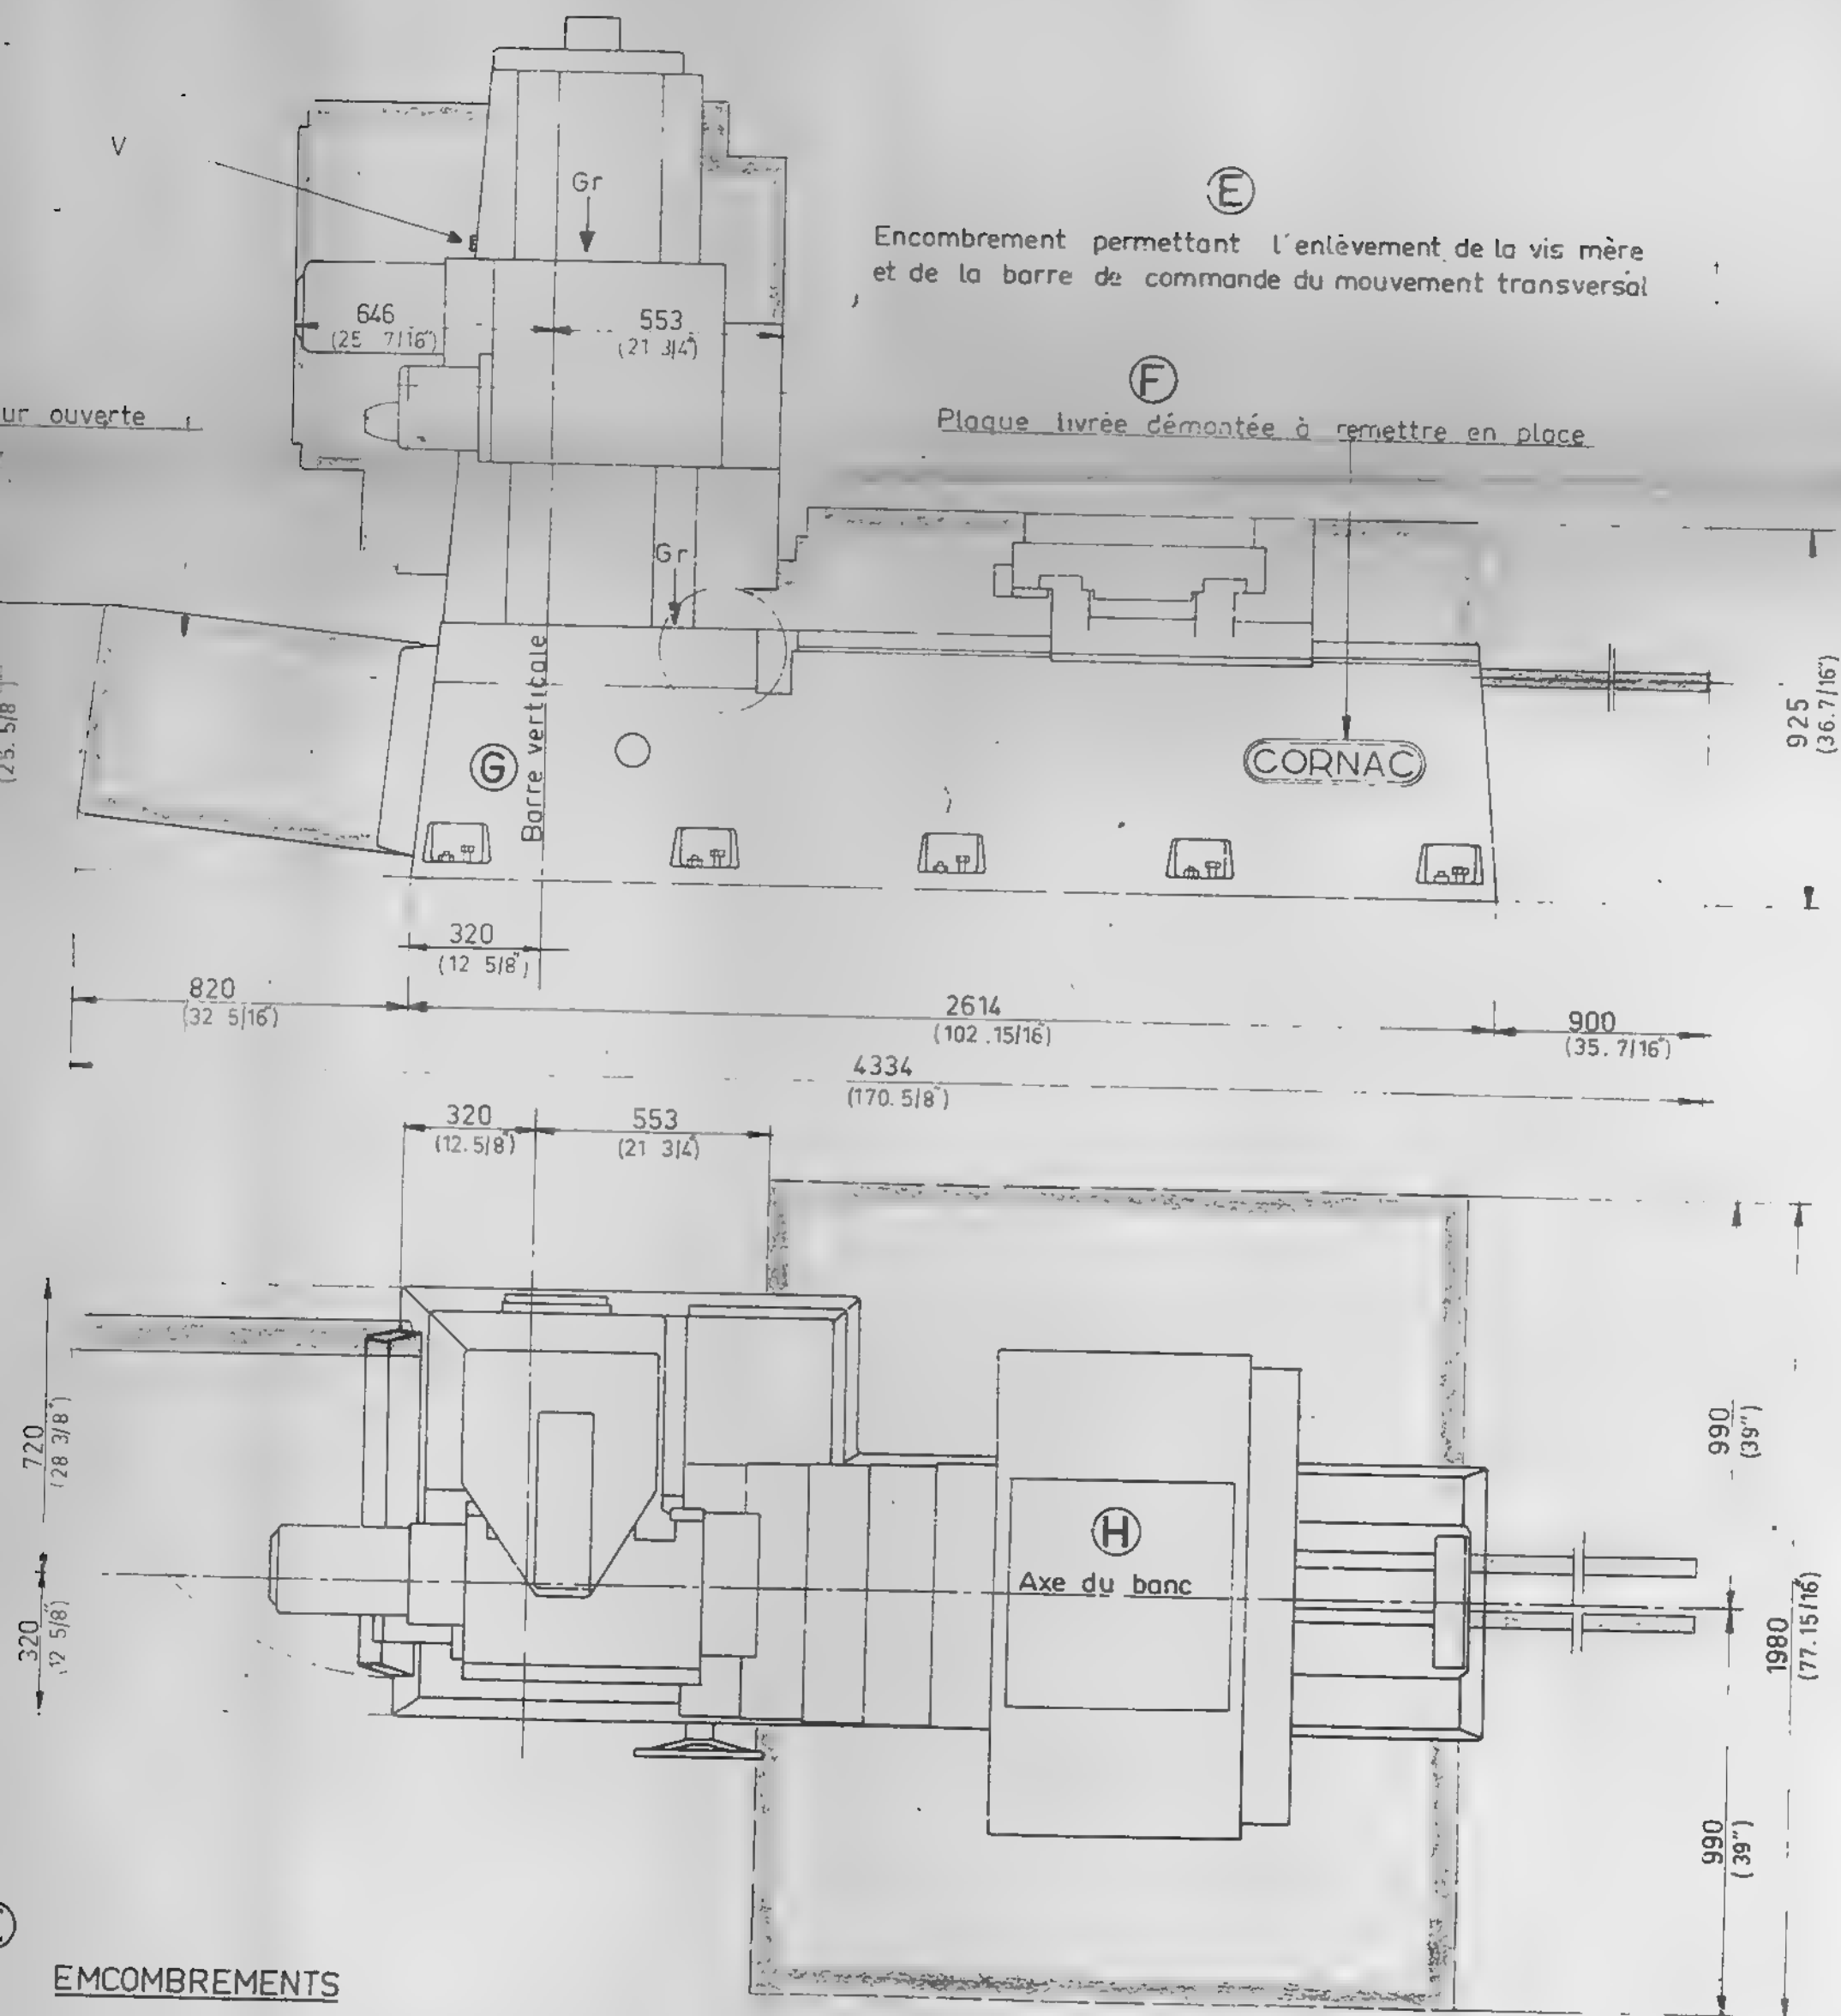 V
Gr
E
Encombrement permettant l'enlèvement de la vis mère
et de la barre de commande du mouvement transversal
646
(25 7/16")
553
(21 3/4")
F
ur ouverte
Plaque livrée démontée à remettre en place
Gr
Barre verticale
G
CORNAC
925
(36.7/16")
(25.5/8")
320
(12 5/8")
820
(32 5/16")
2614
(102.15/16")
900
(35.7/16")
4334
(170.5/8")
320
(12.5/8")
553
(21 3/4")
720
(28 3/8")
990
(39")
H
Axe du banc
320
12 5/8")
1980
(77.15/16")
990
(39")
EMCOMBREMENTS